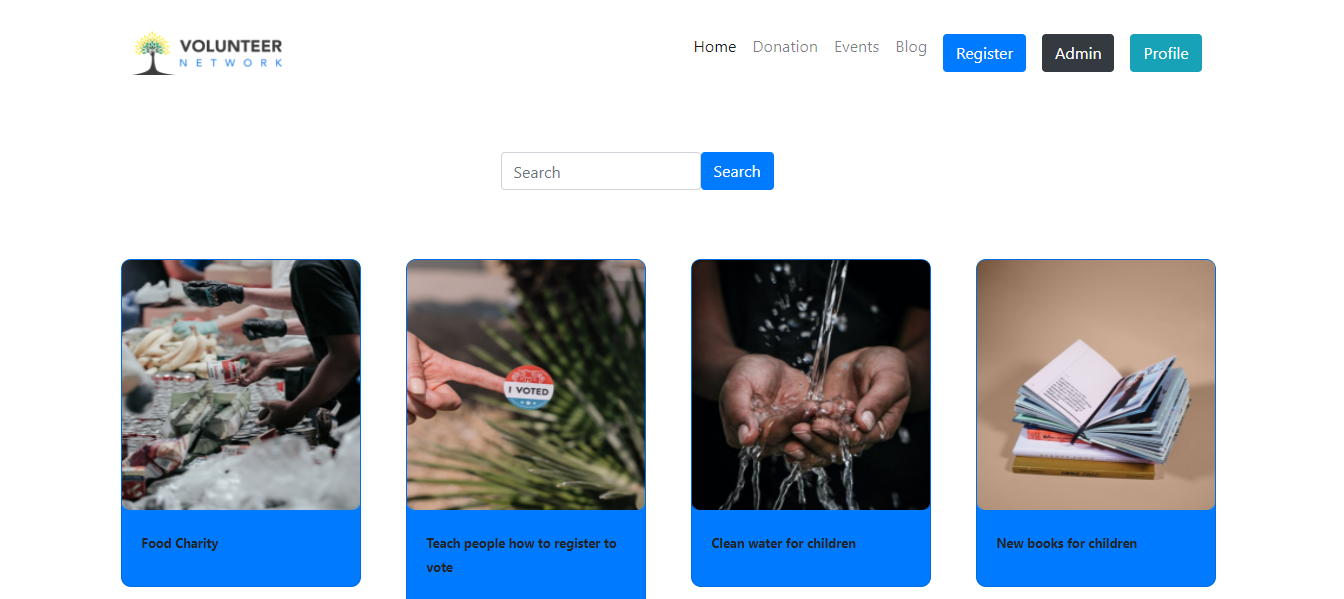 VOLUNTEER
NETWORK
Home Donation Events Blog Register Admin Profile
Search Search
I VOTED
Food Charity
Teach people how to register to
vote
Clean water for children
New books for children